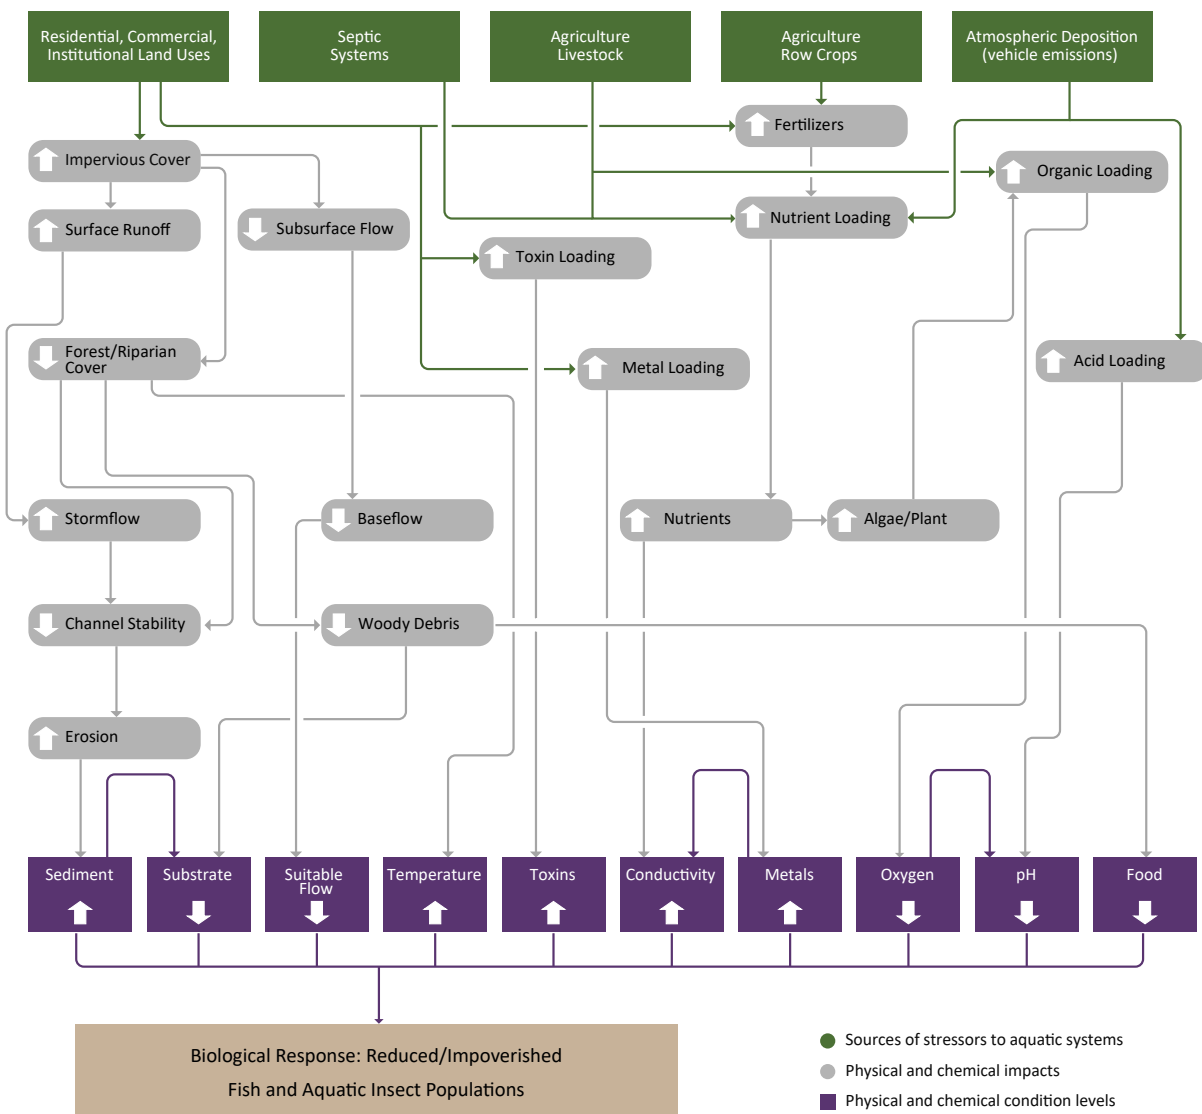 Residential, Commercial,
Institutional Land Uses
Septic
Systems
Agriculture
Livestock
Agriculture
Row Crops
Atmospheric Deposition
(vehicle emissions)
Fertilizers
Impervious Cover
Organic Loading
Surface Runoff
Subsurface Flow
Nutrient Loading
Toxin Loading
Forest/Riparian
Cover
Metal Loading
Acid Loading
Stormflow
Baseflow
Nutrients
Algae/Plant
Channel Stability
Woody Debris
Erosion
Sediment
Substrate
Suitable
Flow
Temperature
Toxins
Conductivity
Metals
Oxygen
pH
Food
Biological Response: Reduced/Impoverished
Fish and Aquatic Insect Populations
Sources of stressors to aquatic systems
Physical and chemical impacts
Physical and chemical condition levels